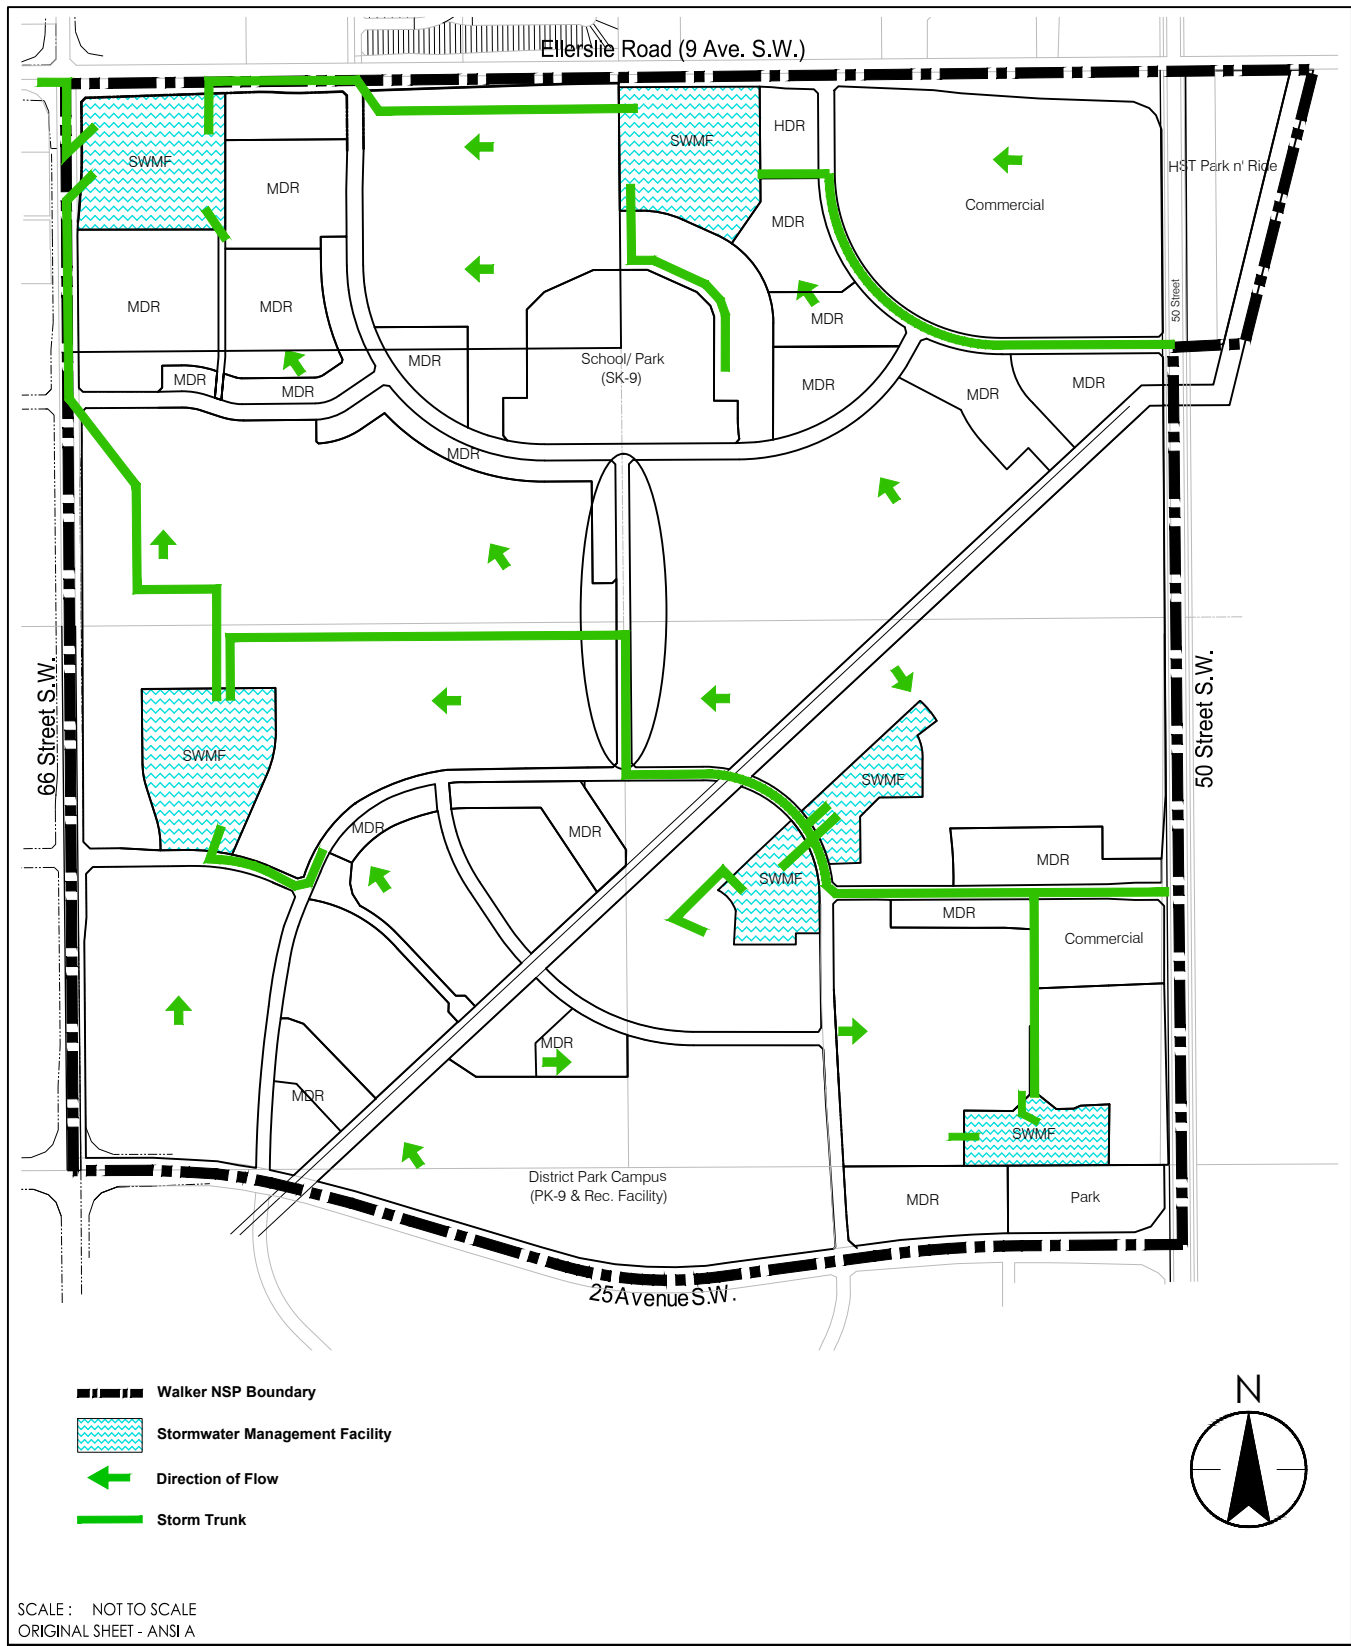 Ellerslie Road (9 Ave. S.W.)
SWMF
HDR
SWMF
HST Park n' Ride
MDR
Commercial
MDR
MDR
MDR
50 Street
MDR
School/ Park
(SK-9)
MDR
MDR
MDR
MDR
MDR
MDR
MDR
MDR
66 Street S.W.
50 Street S.W.
SWMF
SWMF
MDR
MDR
MDR
SWMF
MDR
Commercial
MDR
MDR
SWMF
District Park Campus
(PK-9 & Rec. Facility)
MDR
Park
25 Avenue S.W.
Walker NSP Boundary
Stormwater Management Facility
Direction of Flow
Storm Trunk
N
SCALE : NOT TO SCALE
ORIGINAL SHEET - ANSI A